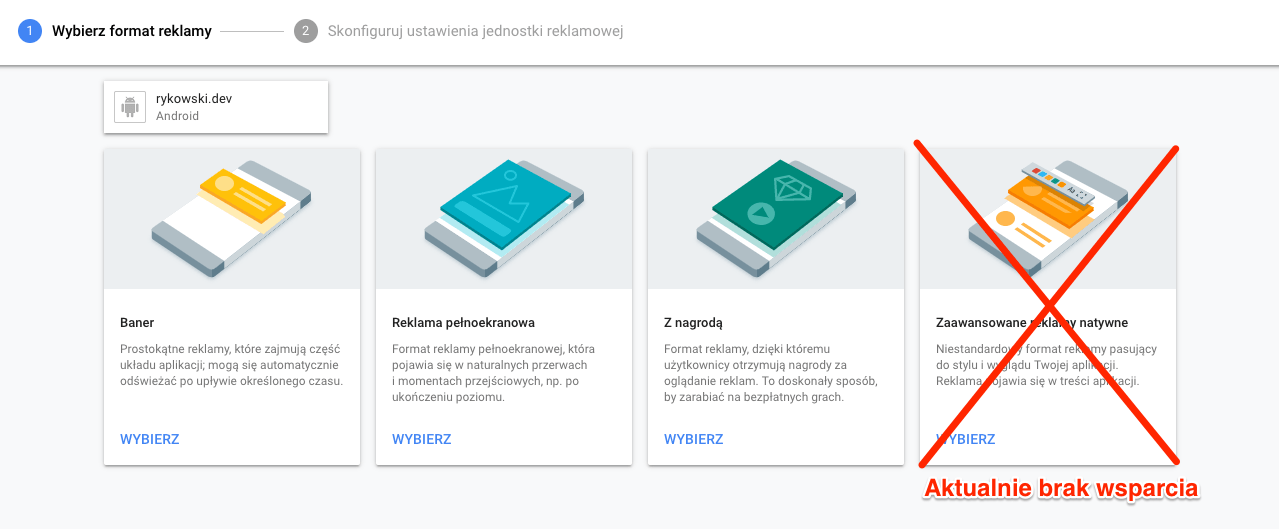 1 Wybierz format reklamy 2 Skonfiguruj ustawienia jednostki reklamowej
rykowski.dev
Android
Baner
Prostokątne reklamy, które zajmują część
układu aplikacji; mogą się automatycznie
odświeżać po upływie określonego czasu.
WYBIERZ
Reklama pełnoekranowa
Format reklamy pełnoekranowej, która
pojawia się w naturalnych przerwach
i momentach przejściowych, np. po
ukończeniu poziomu.
WYBIERZ
Z nagrodą
Format reklamy, dzięki któremu
użytkownicy otrzymują nagrody za
oglądanie reklam. To doskonały sposób,
by zarabiać na bezpłatnych grach.
WYBIERZ
Aa
Zaawansowane reklamy natywne
Niestandardowy format reklamy pasujący
do stylu i wyglądu Twojej aplikacji.
Reklama pojawia się w treści aplikacji.
WYBIERZ
Aktualnie brak wsparcia